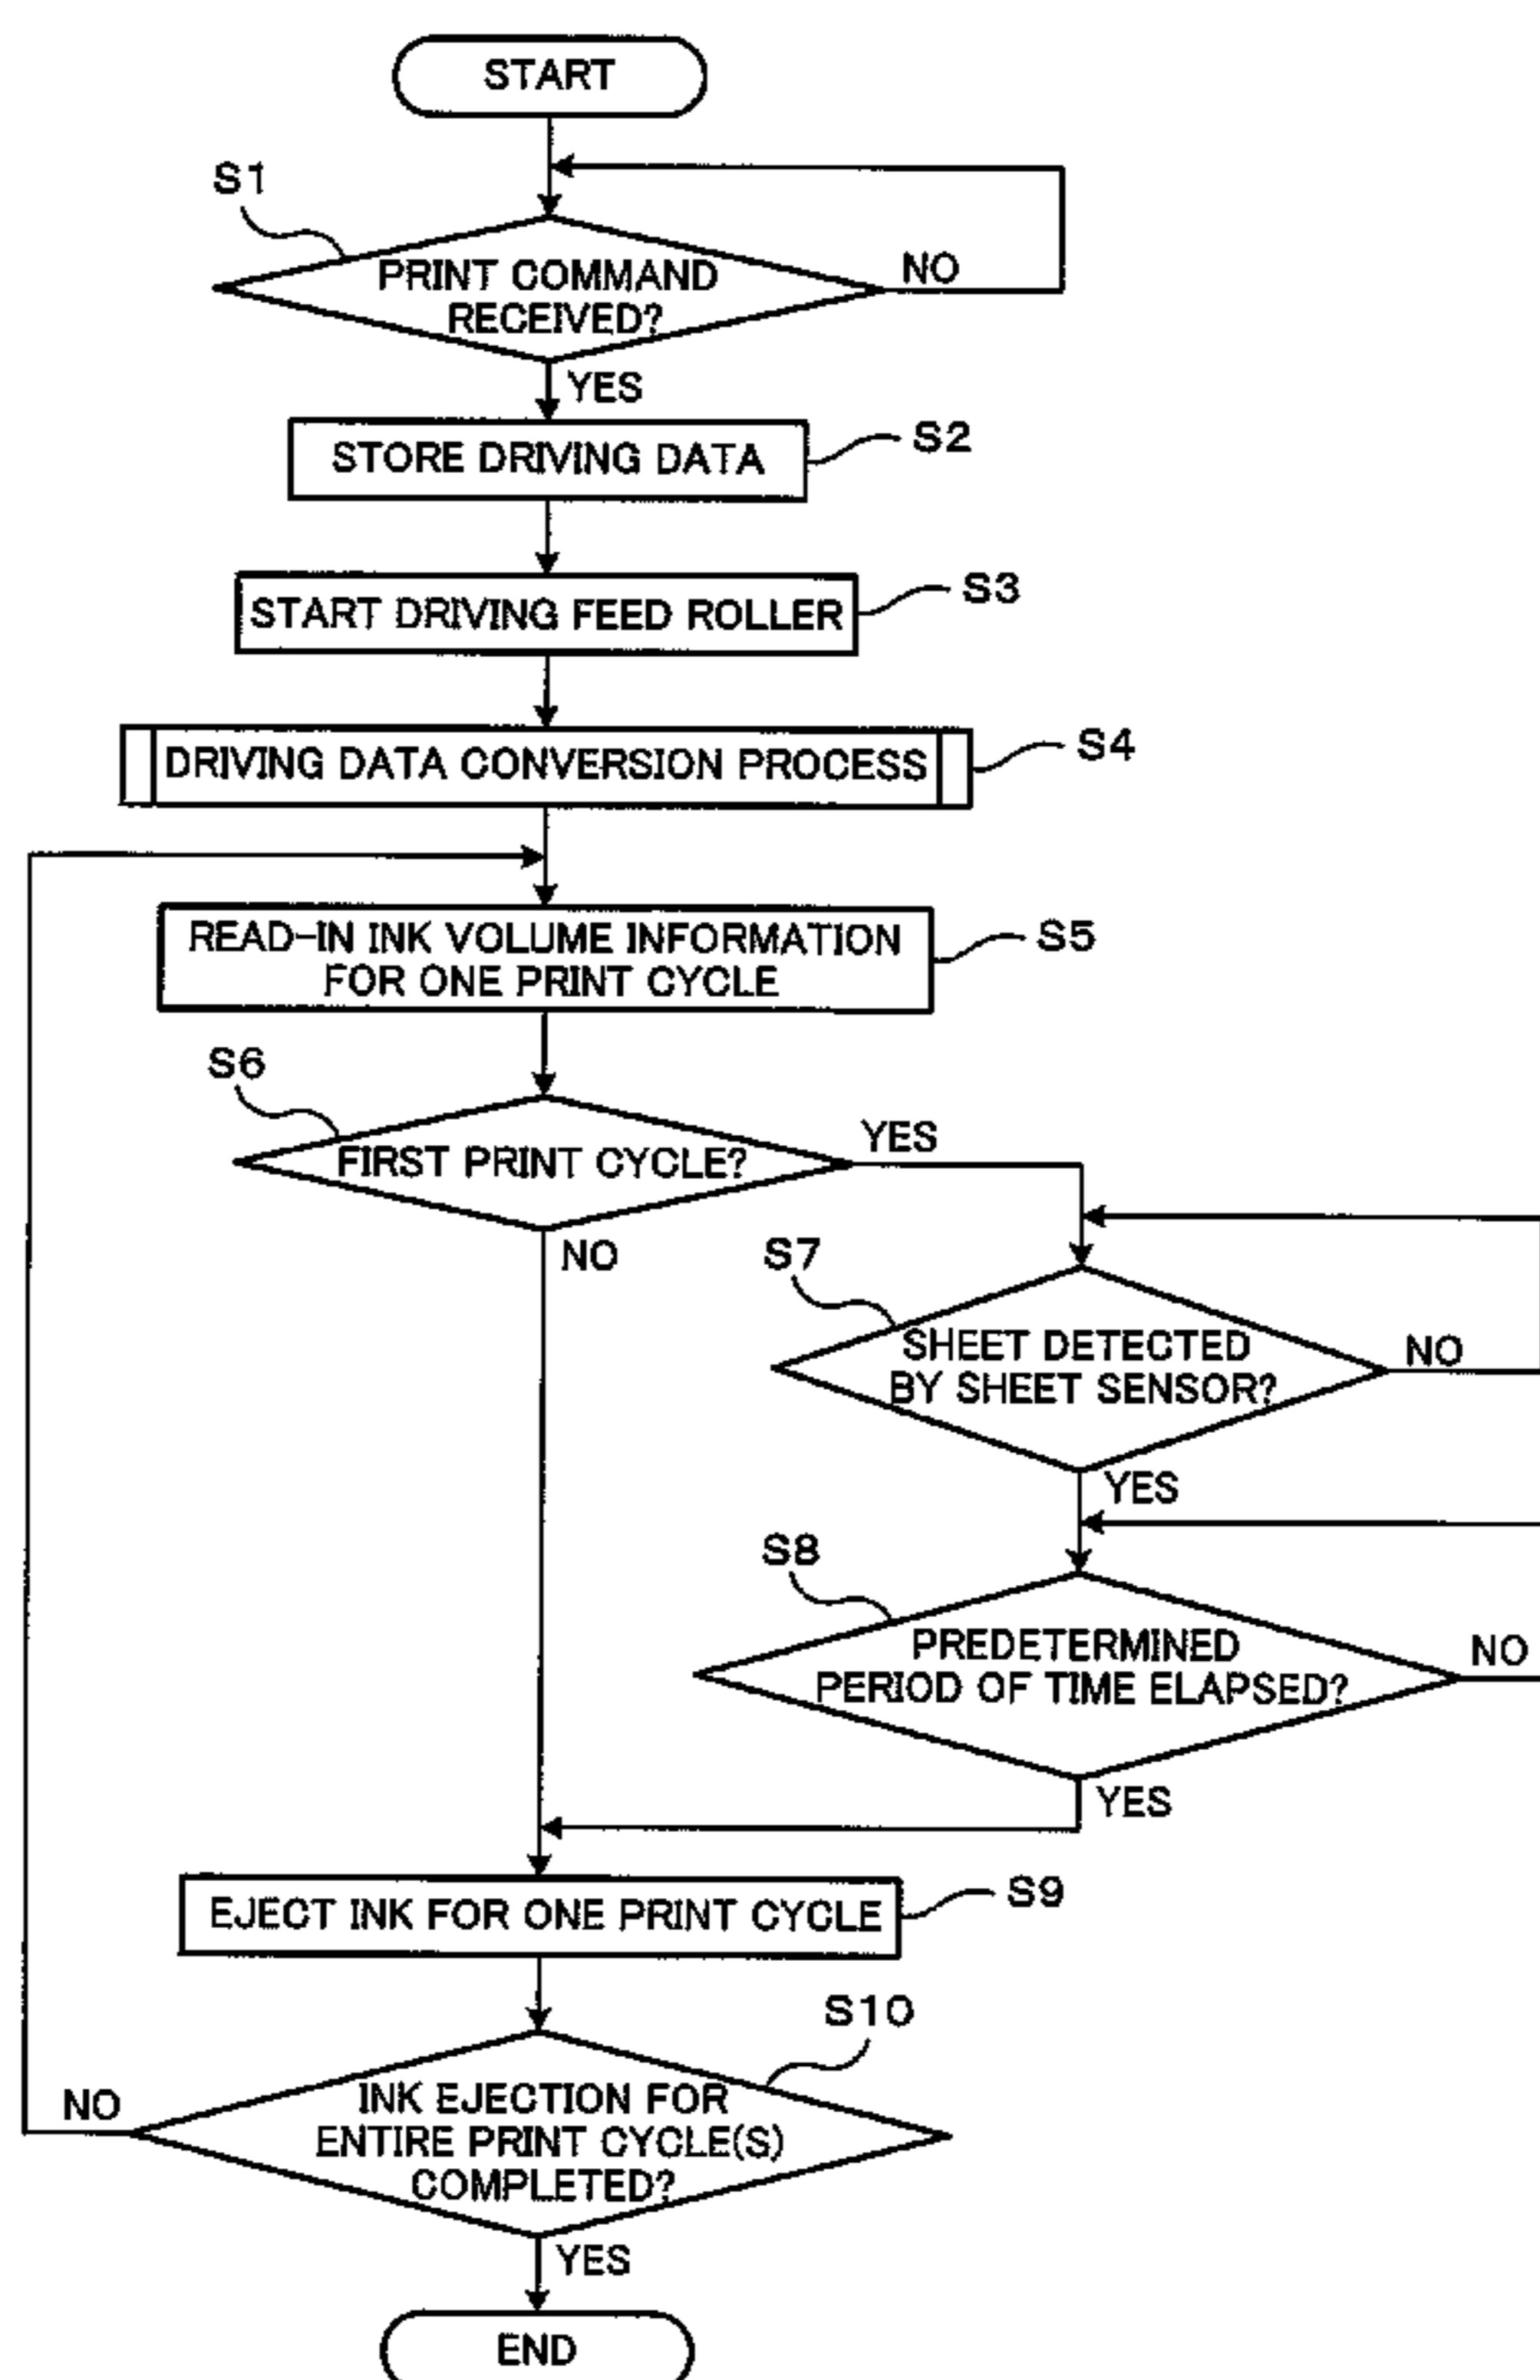 START
S1
PRINT COMMAND
RECEIVED?
NO
YES
STORE DRIVING DATA
S2
START DRIVING FEED ROLLER
S3
DRIVING DATA CONVERSION PROCESS
S4
READ-IN INK VOLUME INFORMATION
FOR ONE PRINT CYCLE
S5
S6
FIRST PRINT CYCLE?
YES
NO
S7
SHEET DETECTED
BY SHEET SENSOR?
NO
YES
S8
PREDETERMINED
PERIOD OF TIME ELAPSED?
NO
YES
EJECT INK FOR ONE PRINT CYCLE
S9
S10
INK EJECTION FOR
ENTIRE PRINT CYCLE(S)
COMPLETED?
NO
YES
END